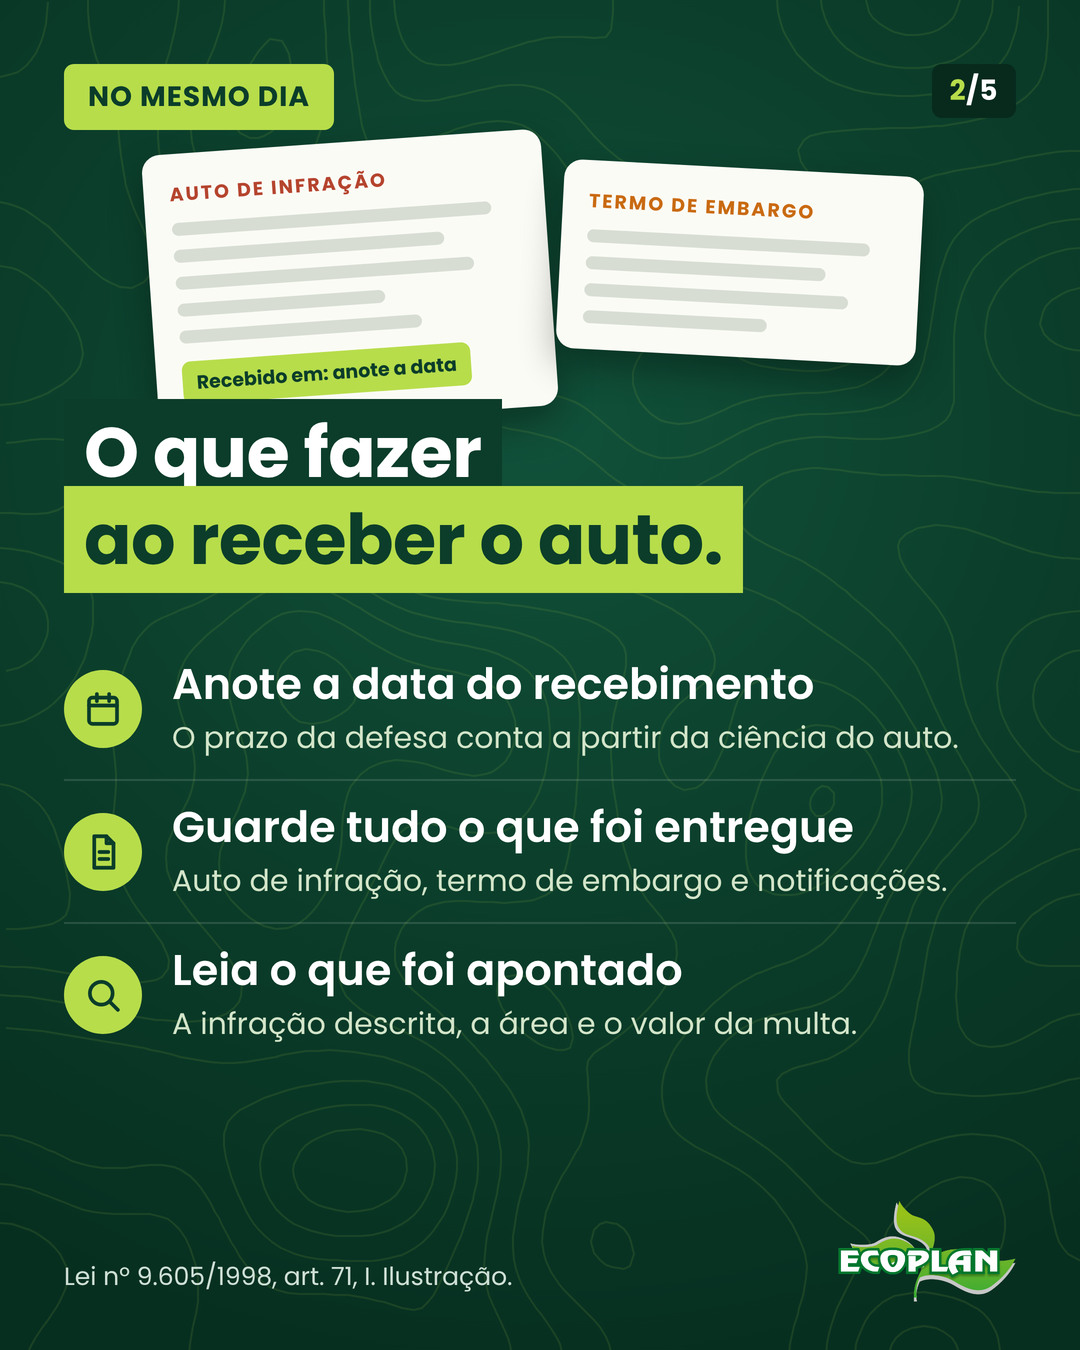 NO MESMO DIA
2/5
AUTO DE INFRAÇÃO
Recebido em: anote a data
TERMO DE EMBARGO
O que fazer
ao receber o auto.
Anote a data do recebimento
O prazo da defesa conta a partir da ciência do auto.
Guarde tudo o que foi entregue
Auto de infração, termo de embargo e notificações.
Leia o que foi apontado
A infração descrita, a área e o valor da multa.
Lei nº 9.605/1998, art. 71, I. Ilustração.
ECOPLAN